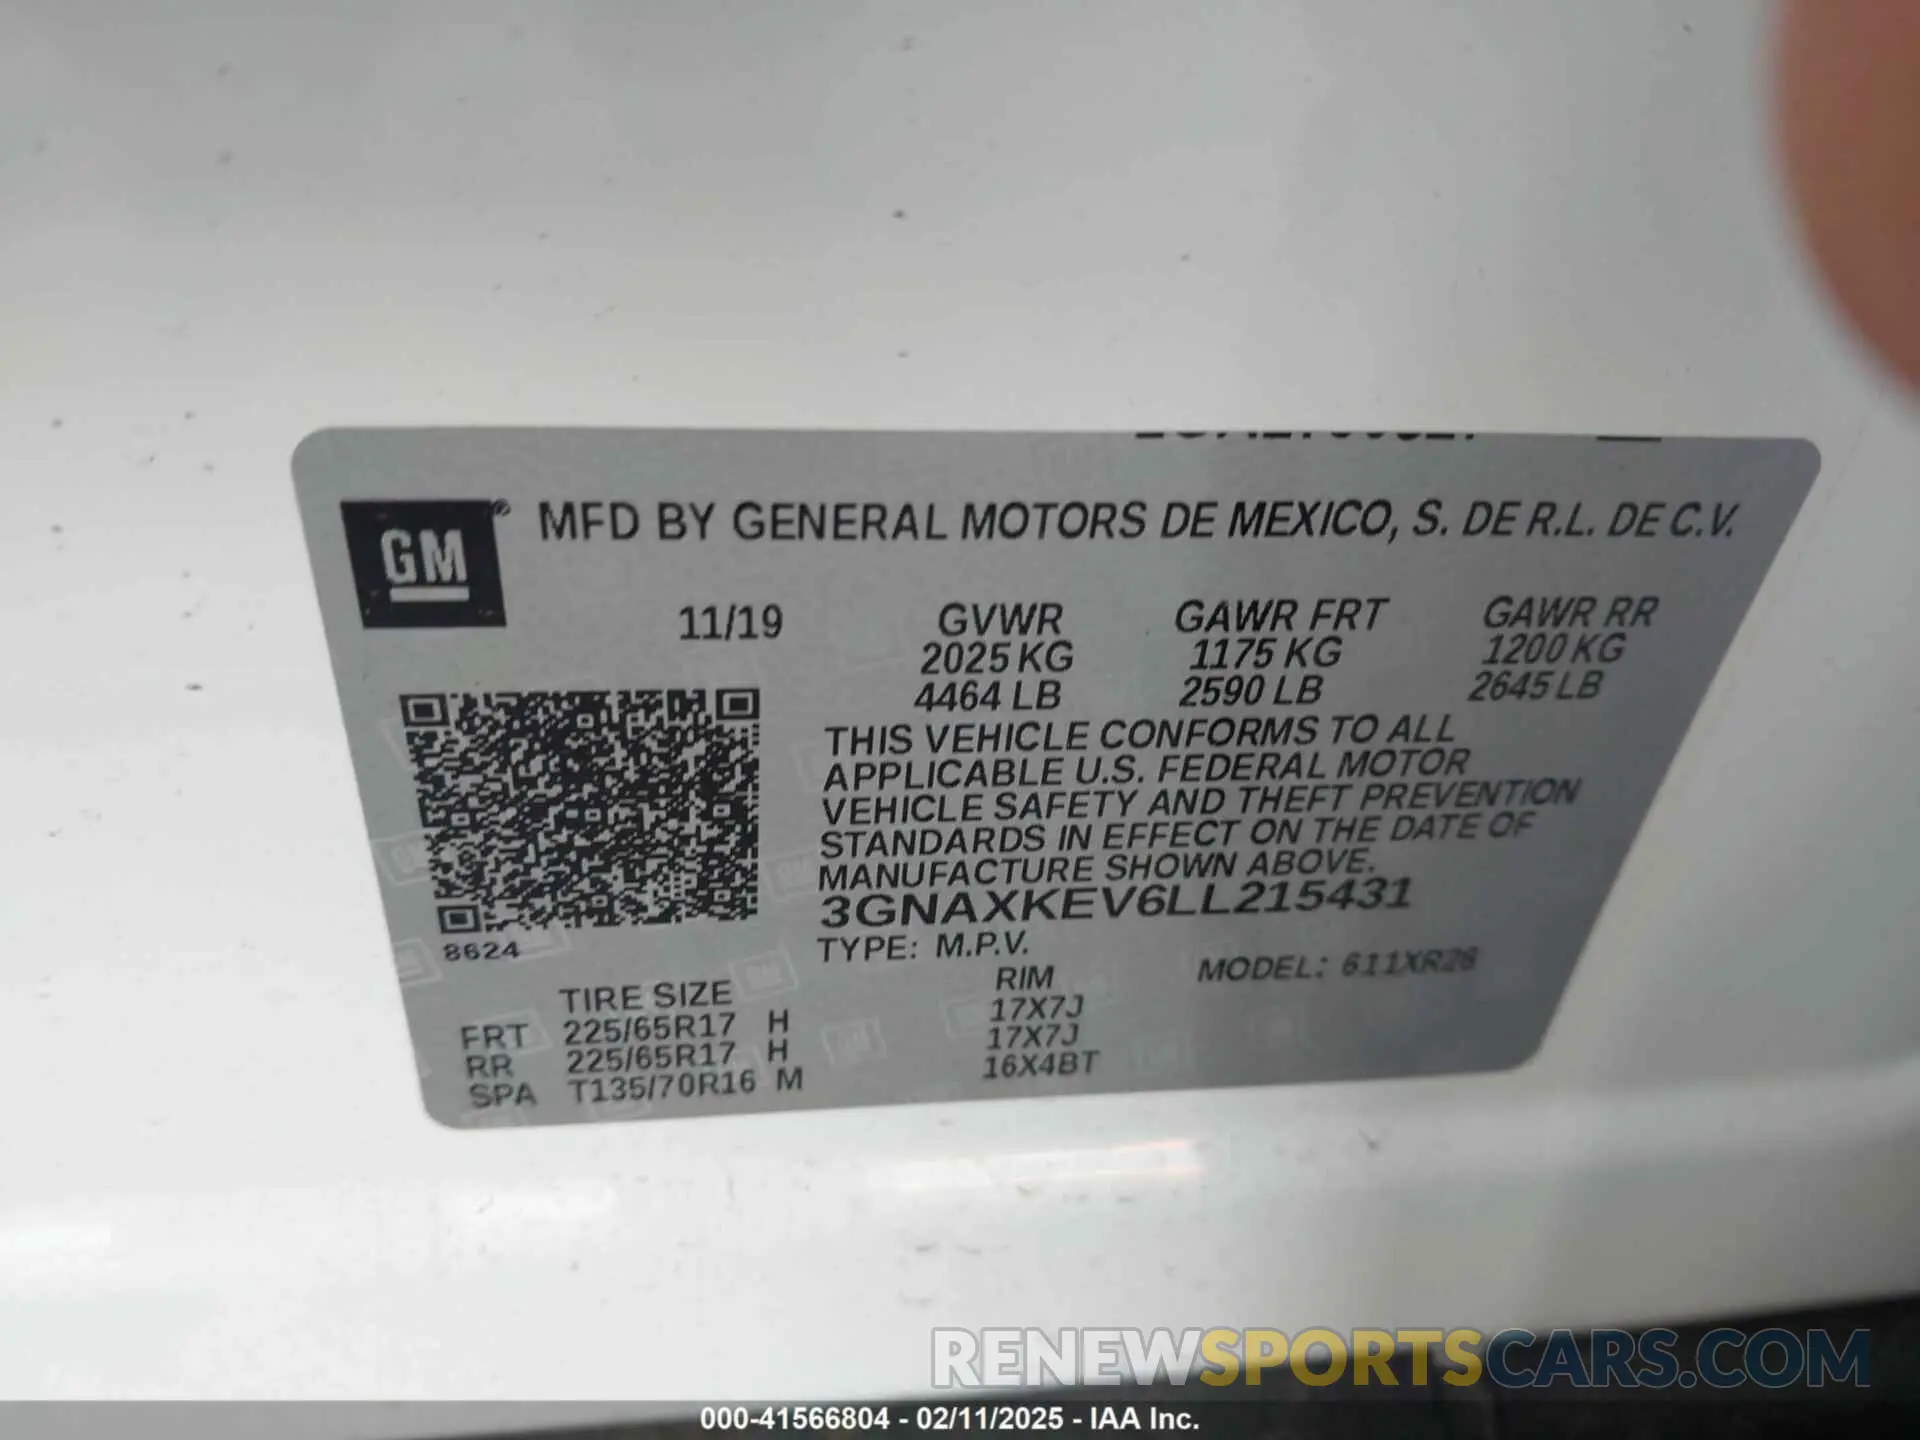 MFD BY GENERAL MOTORS DE MEXICO, S. DE R.L. DE C.V.
GM®
11/19 GVWR GAWR FRT GAWR RR
2025 KG 1175 KG 1200 KG
4464 LB 2590 LB 2645 LB
THIS VEHICLE CONFORMS TO ALL
APPLICABLE U.S. FEDERAL MOTOR
VEHICLE SAFETY AND THEFT PREVENTION
STANDARDS IN EFFECT ON THE DATE OF
MANUFACTURE SHOWN ABOVE.
3GNAXKEV6LL215431
8624
TYPE: M.P.V. MODEL: 611XR26
TIRE SIZE RIM
FRT 225/65R17 H 17X7J
RR 225/65R17 H 17X7J
SPA T135/70R16 M 16X4BT
RENEWSPORTSCARS.COM
000-41566804 - 02/11/2025 - IAA Inc.